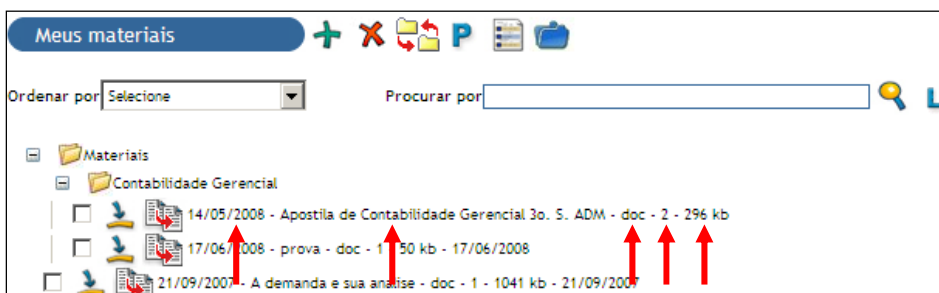 Meus materiais P
Ordenar por Selecione Procurar por L
Materiais
Contabilidade Gerencial
14/05/2008 - Apostila de Contabilidade Gerencial 3o. S. ADM - doc - 2 - 296 kb
17/06/2008 - prova - doc - 1 50 kb - 17/06/2008
21/09/2007 - A demanda e sua analise - doc - 1 - 1041 kb - 21/09/2007